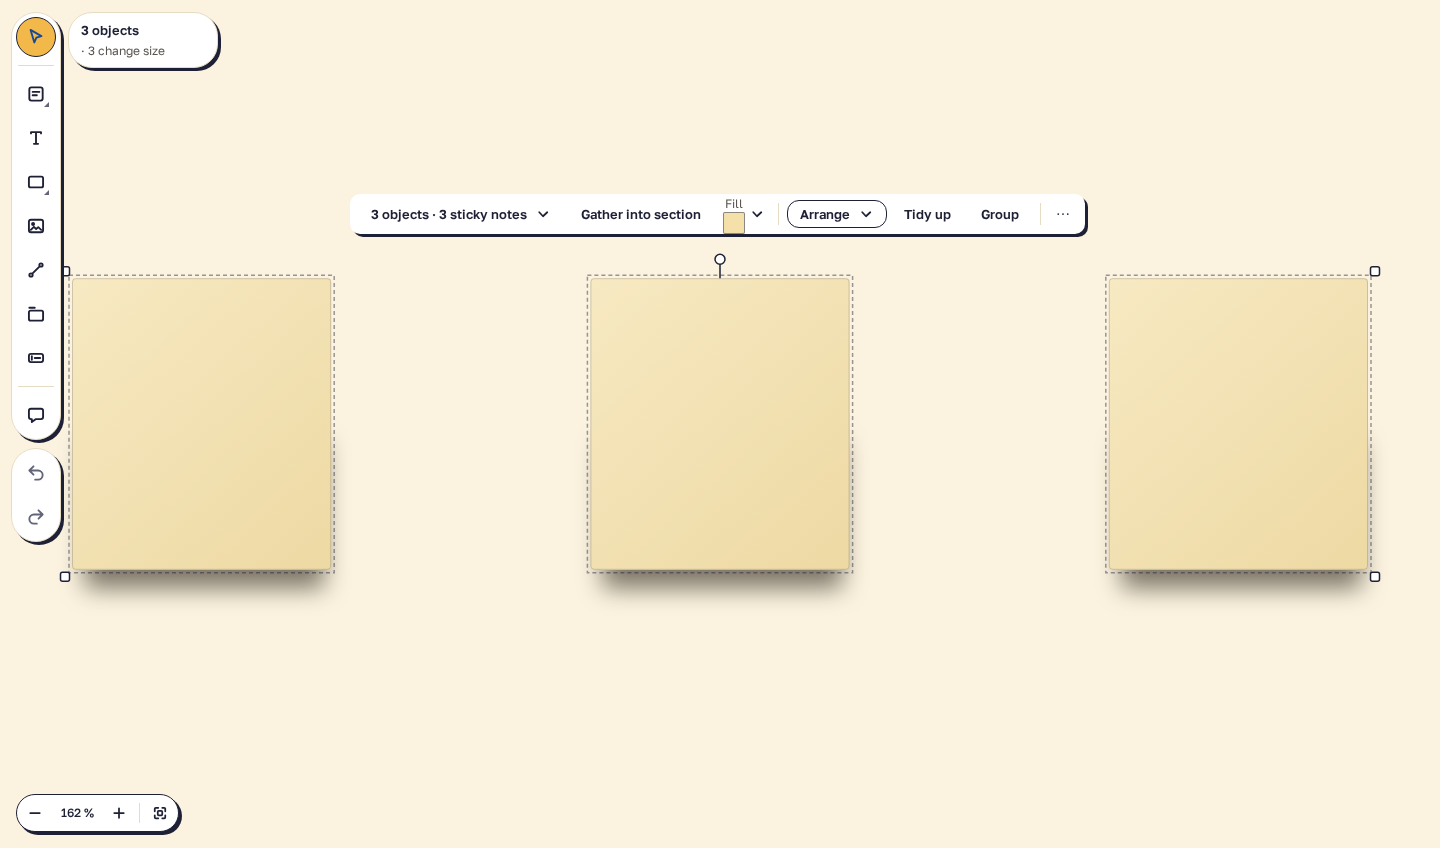 3 objects
· 3 change size
3 objects · 3 sticky notes
Gather into section
Fill
Arrange
Tidy up
Group
162 %